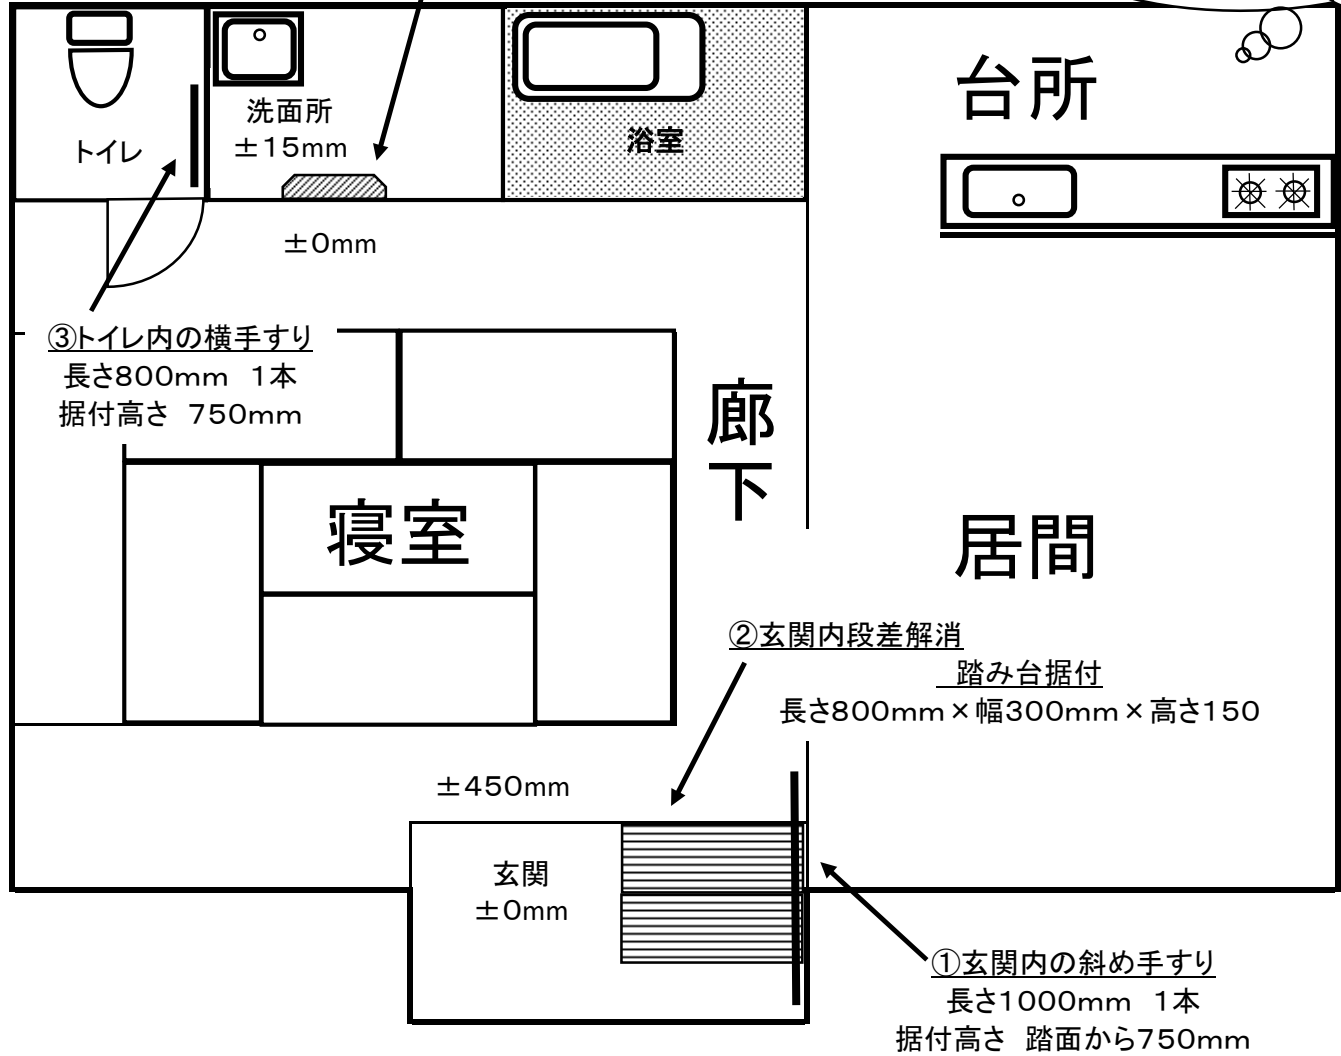 台所
洗面所
±15mm
浴室
トイレ
±0mm
③トイレ内の横手すり
長さ800mm 1本
据付高さ 750mm
廊
下
寝室
居間
②玄関内段差解消
踏み台据付
長さ800mm×幅300mm×高さ150
±450mm
玄関
±0mm
①玄関内の斜め手すり
長さ1000mm 1本
据付高さ 踏面から750mm